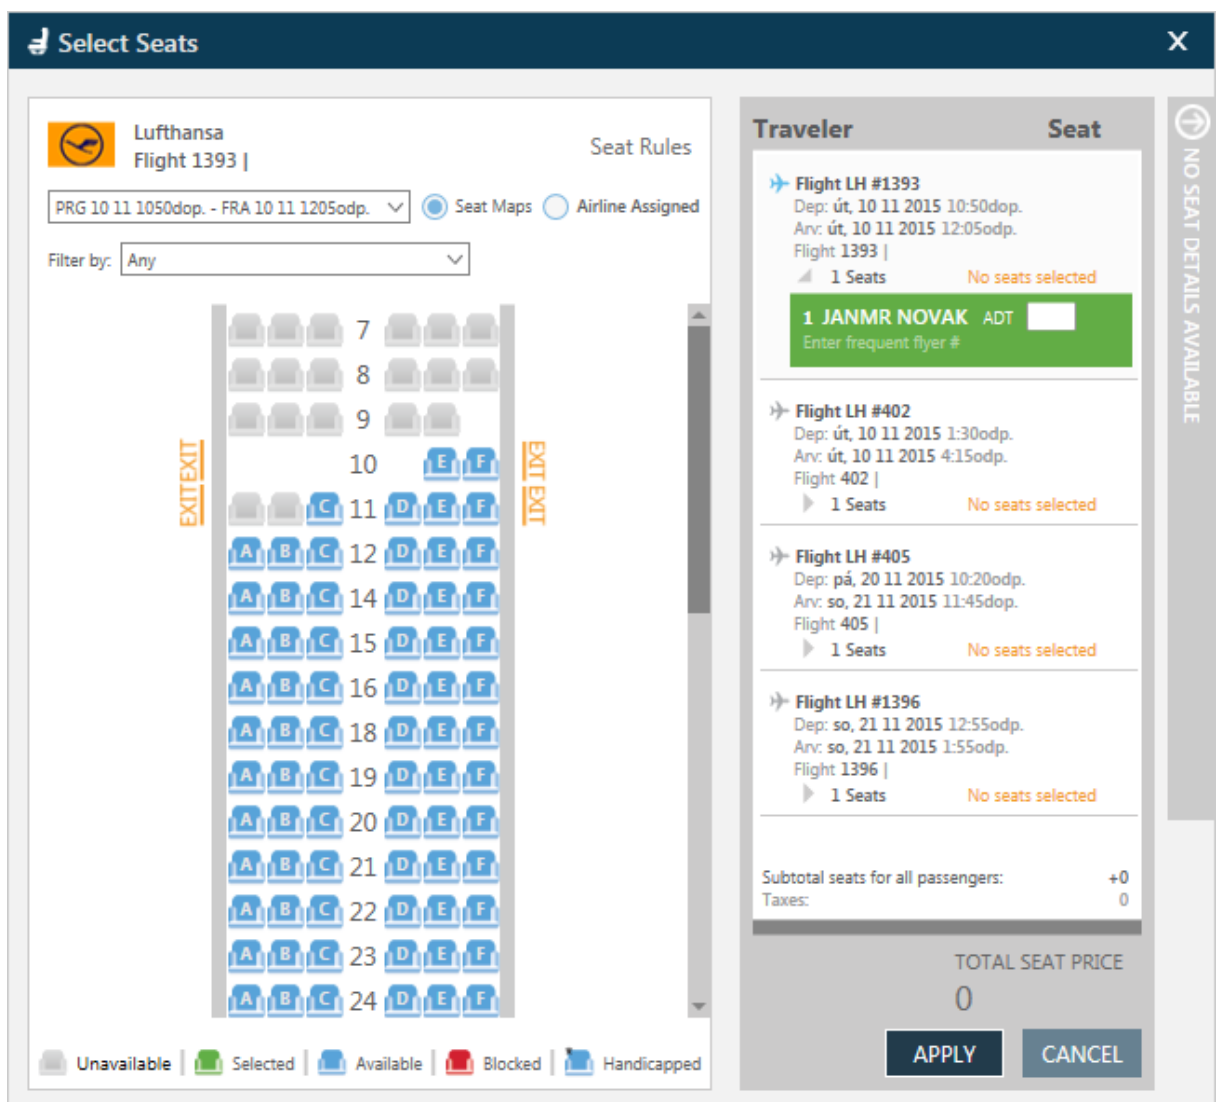 Select Seats X
Lufthansa
Flight 1393 |
Seat Rules
PRG 10 11 1050dop. - FRA 10 11 1205odp. Seat Maps Airline Assigned
Filter by: Any
7
8
9
EXIT EXIT
10 E F
EXIT EXIT
C 11 D E F
A B C 12 D E F
A B C 14 D E F
A B C 15 D E F
A B C 16 D E F
A B C 18 D E F
A B C 19 D E F
A B C 20 D E F
A B C 21 D E F
A B C 22 D E F
A B C 23 D E F
A B C 24 D E F
Unavailable | Selected | Available | Blocked | Handicapped
Traveler Seat
Flight LH #1393
Dep: út, 10 11 2015 10:50dop.
Arv: út, 10 11 2015 12:05odp.
Flight 1393 |
1 Seats No seats selected
1 JANMR NOVAK ADT
Enter frequent flyer #
Flight LH #402
Dep: út, 10 11 2015 1:30odp.
Arv: út, 10 11 2015 4:15odp.
Flight 402 |
1 Seats No seats selected
Flight LH #405
Dep: pá, 20 11 2015 10:20odp.
Arv: so, 21 11 2015 11:45dop.
Flight 405 |
1 Seats No seats selected
Flight LH #1396
Dep: so, 21 11 2015 12:55odp.
Arv: so, 21 11 2015 1:55odp.
Flight 1396 |
1 Seats No seats selected
Subtotal seats for all passengers: +0
Taxes: 0
TOTAL SEAT PRICE
0
APPLY CANCEL
NO SEAT DETAILS AVAILABLE